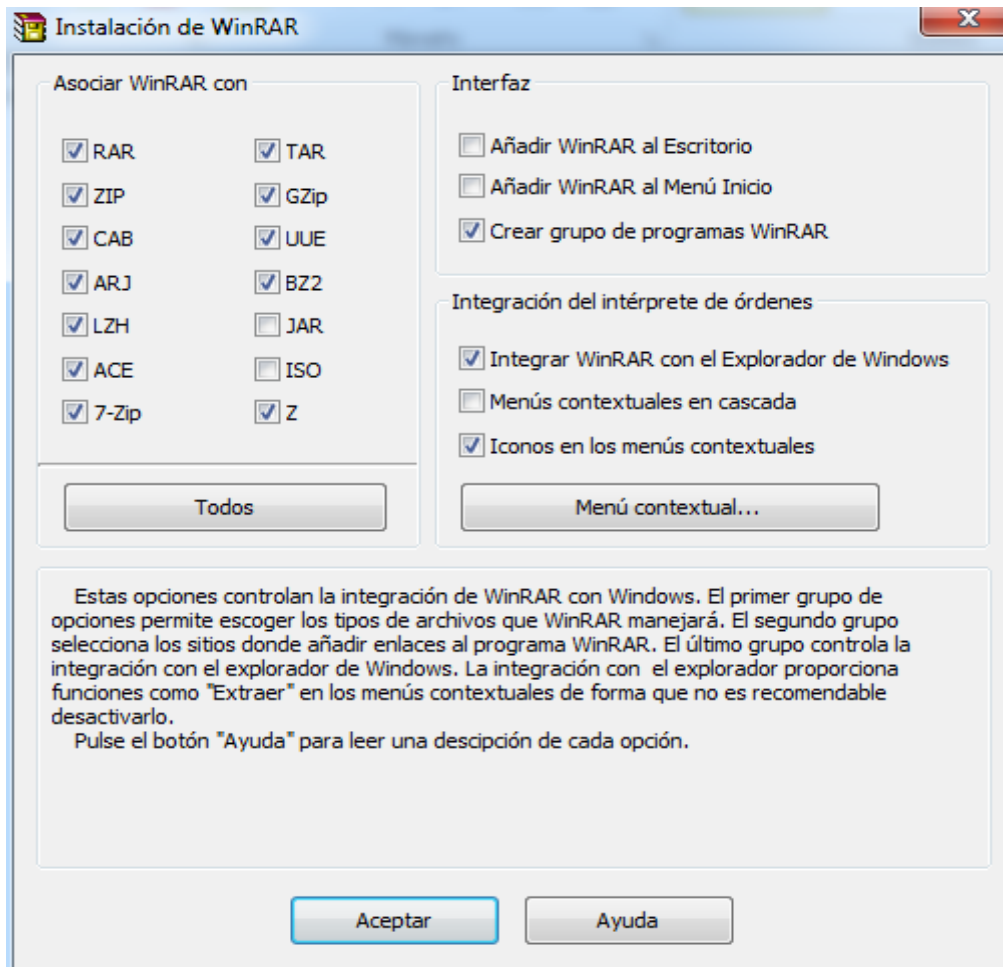 Instalación de WinRAR
Asociar WinRAR con
RAR
TAR
ZIP
GZip
CAB
UUE
ARJ
BZ2
LZH
JAR
ACE
ISO
7-Zip
Z
Todos
Interfaz
Añadir WinRAR al Escritorio
Añadir WinRAR al Menú Inicio
Crear grupo de programas WinRAR
Integración del intérprete de órdenes
Integrar WinRAR con el Explorador de Windows
Menús contextuales en cascada
Iconos en los menús contextuales
Menú contextual...
Estas opciones controlan la integración de WinRAR con Windows. El primer grupo de
opciones permite escoger los tipos de archivos que WinRAR manejará. El segundo grupo
selecciona los sitios donde añadir enlaces al programa WinRAR. El último grupo controla la
integración con el explorador de Windows. La integración con  el explorador proporciona
funciones como "Extraer" en los menús contextuales de forma que no es recomendable
desactivarlo.
Pulse el botón "Ayuda" para leer una descipción de cada opción.
Aceptar
Ayuda